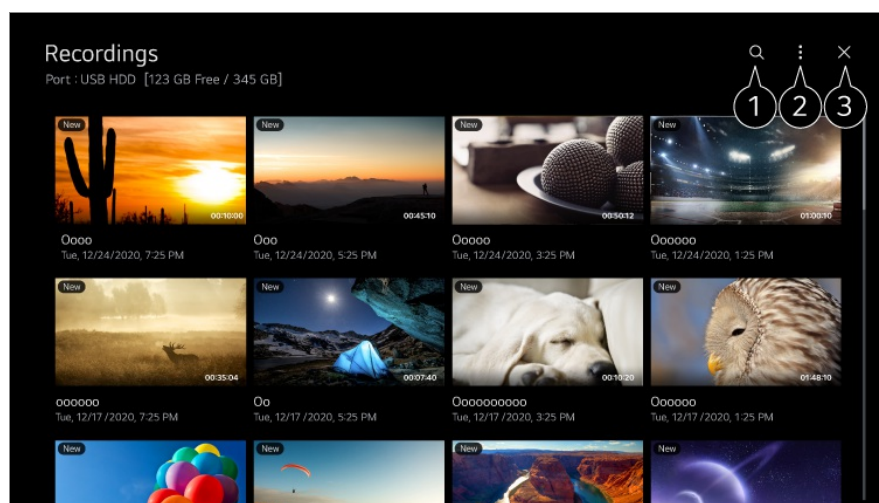 Recordings
Port : USB HDD [123 GB Free / 345 GB]
1 2 3
New New New New
00:10:00 00:45:10 00:50:12 01:00:10
Oooo Ooo Ooooo Oooooo
Tue, 12/24/2020, 7:25 PM Tue, 12/24/2020, 5:25 PM Tue, 12/24/2020, 3:25 PM Tue, 12/24/2020, 1:25 PM
New New New New
00:35:04 00:07:40 00:10:20 01:48:10
oooooo Oo Oooooooooo Oooooo
Tue, 12/17 /2020, 7:25 PM Tue, 12/17 /2020, 5:25 PM Tue, 12/17 /2020, 3:25 PM Tue, 12/17 /2020, 1:25 PM
New New New New